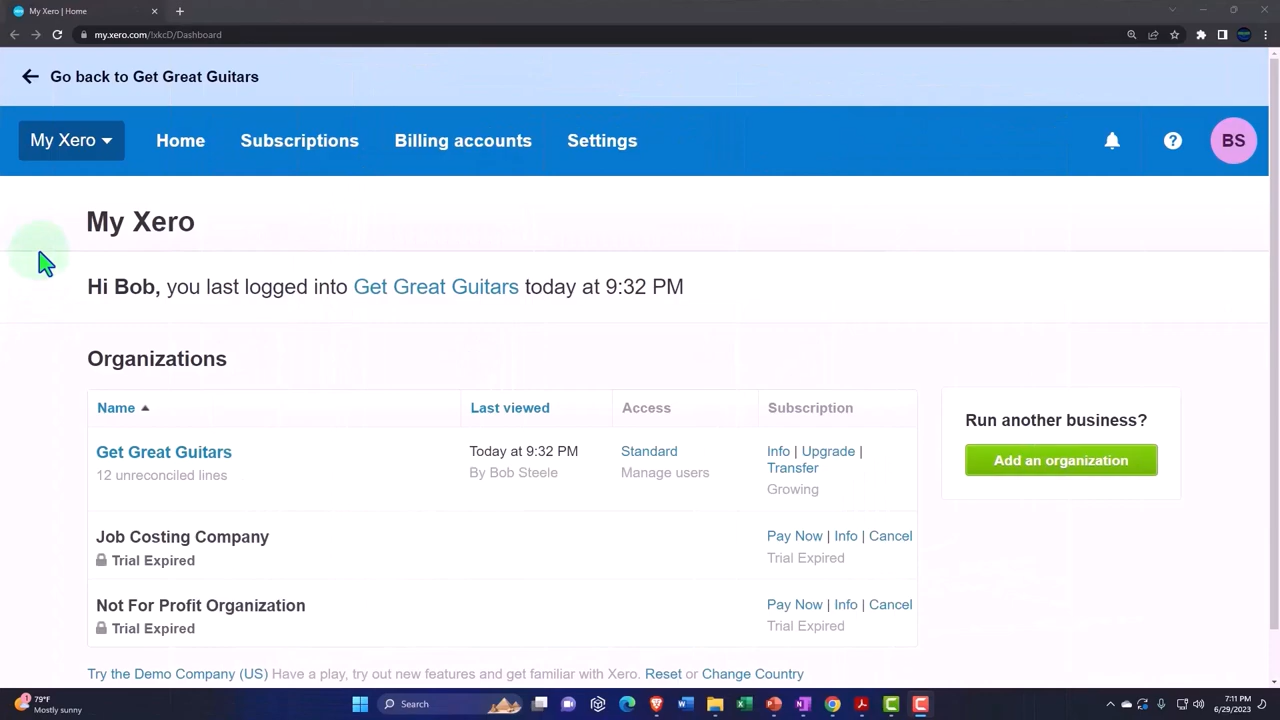 My Xero | Home
my.xero.com/!xkcD/Dashboard
Go back to Get Great Guitars
My Xero Home Subscriptions Billing accounts Settings BS
My Xero
Hi Bob, you last logged into Get Great Guitars today at 9:32 PM
Organizations
Name Last viewed Access Subscription
Run another business?
Add an organization
Get Great Guitars Today at 9:32 PM Standard Info | Upgrade |
Transfer
12 unreconciled lines By Bob Steele Manage users
Growing
Job Costing Company Pay Now | Info | Cancel
Trial Expired Trial Expired
Not For Profit Organization Pay Now | Info | Cancel
Trial Expired Trial Expired
Try the Demo Company (US) Have a play, try out new features and get familiar with Xero. Reset or Change Country
79°F
Mostly sunny
Search
7:11 PM
6/29/2023